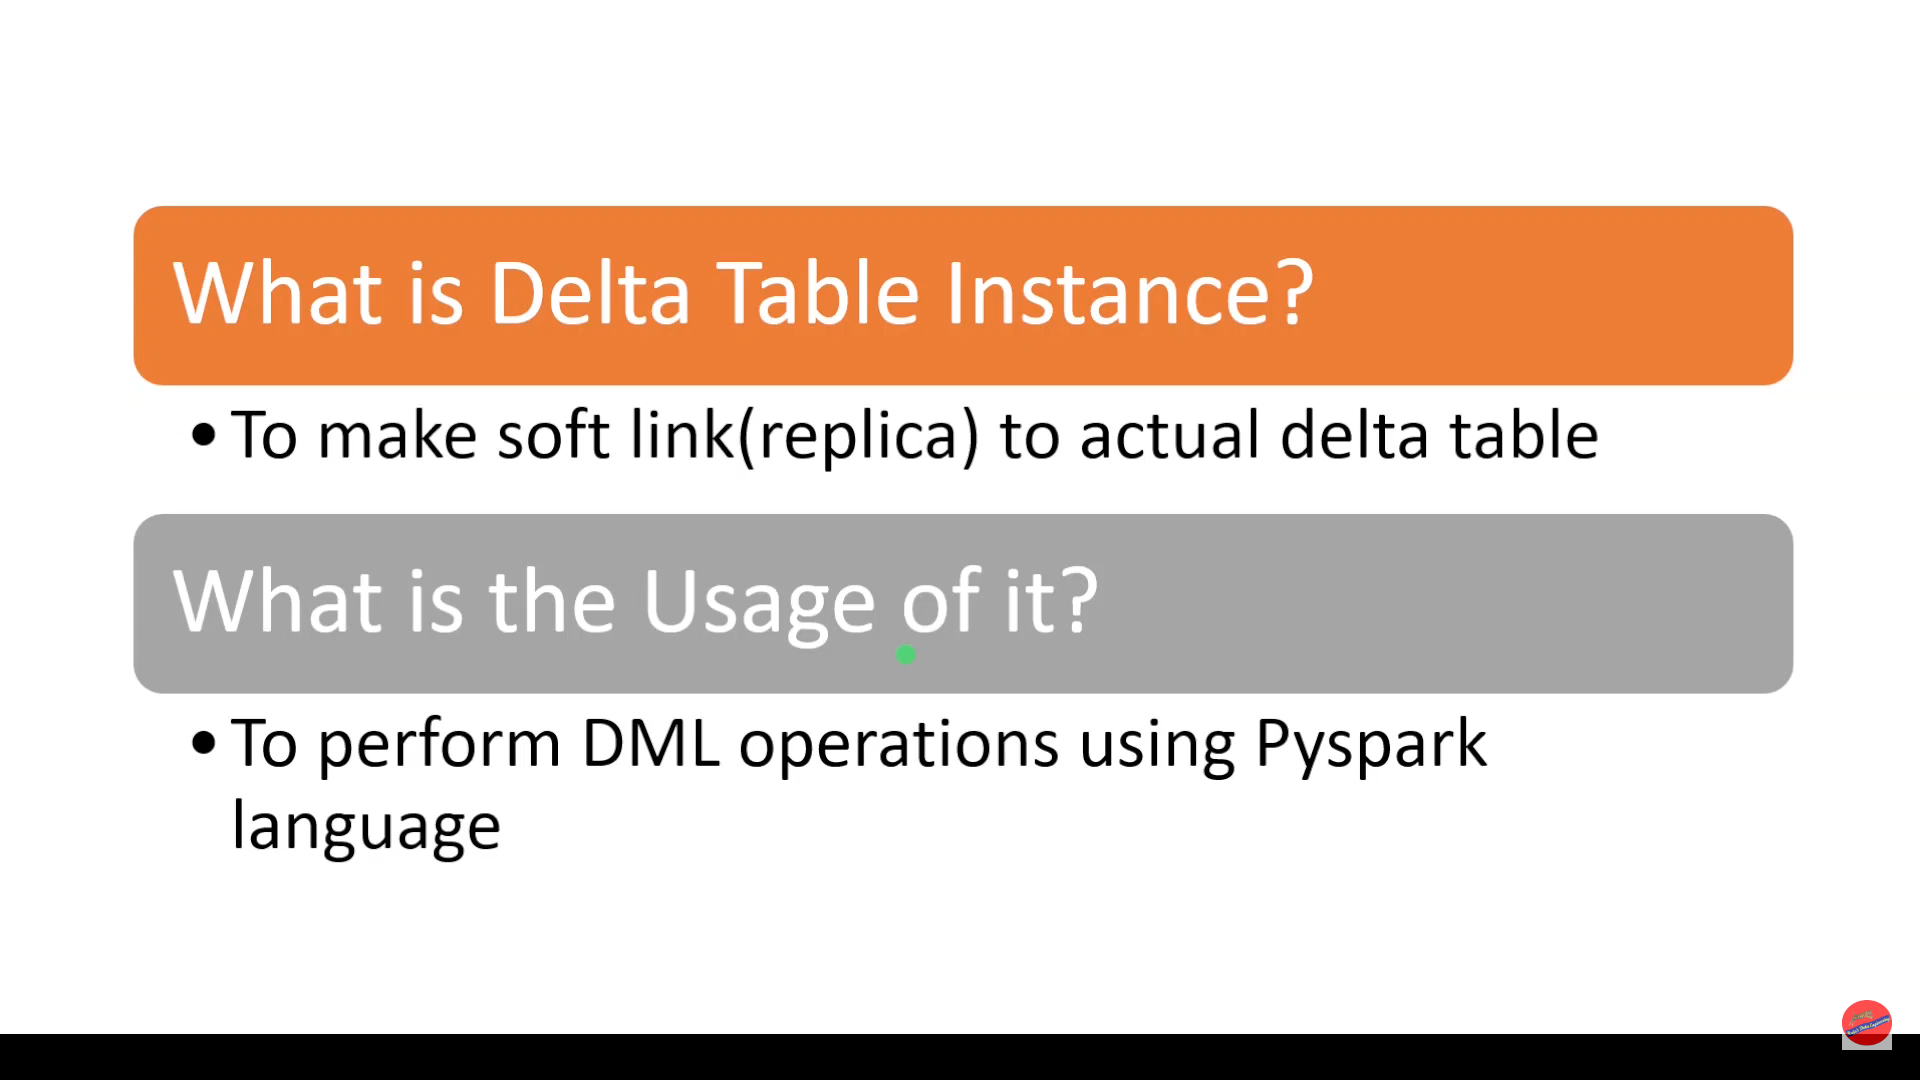 What is Delta Table Instance?
• To make soft link(replica) to actual delta table
What is the Usage of it?
• To perform DML operations using Pyspark
language